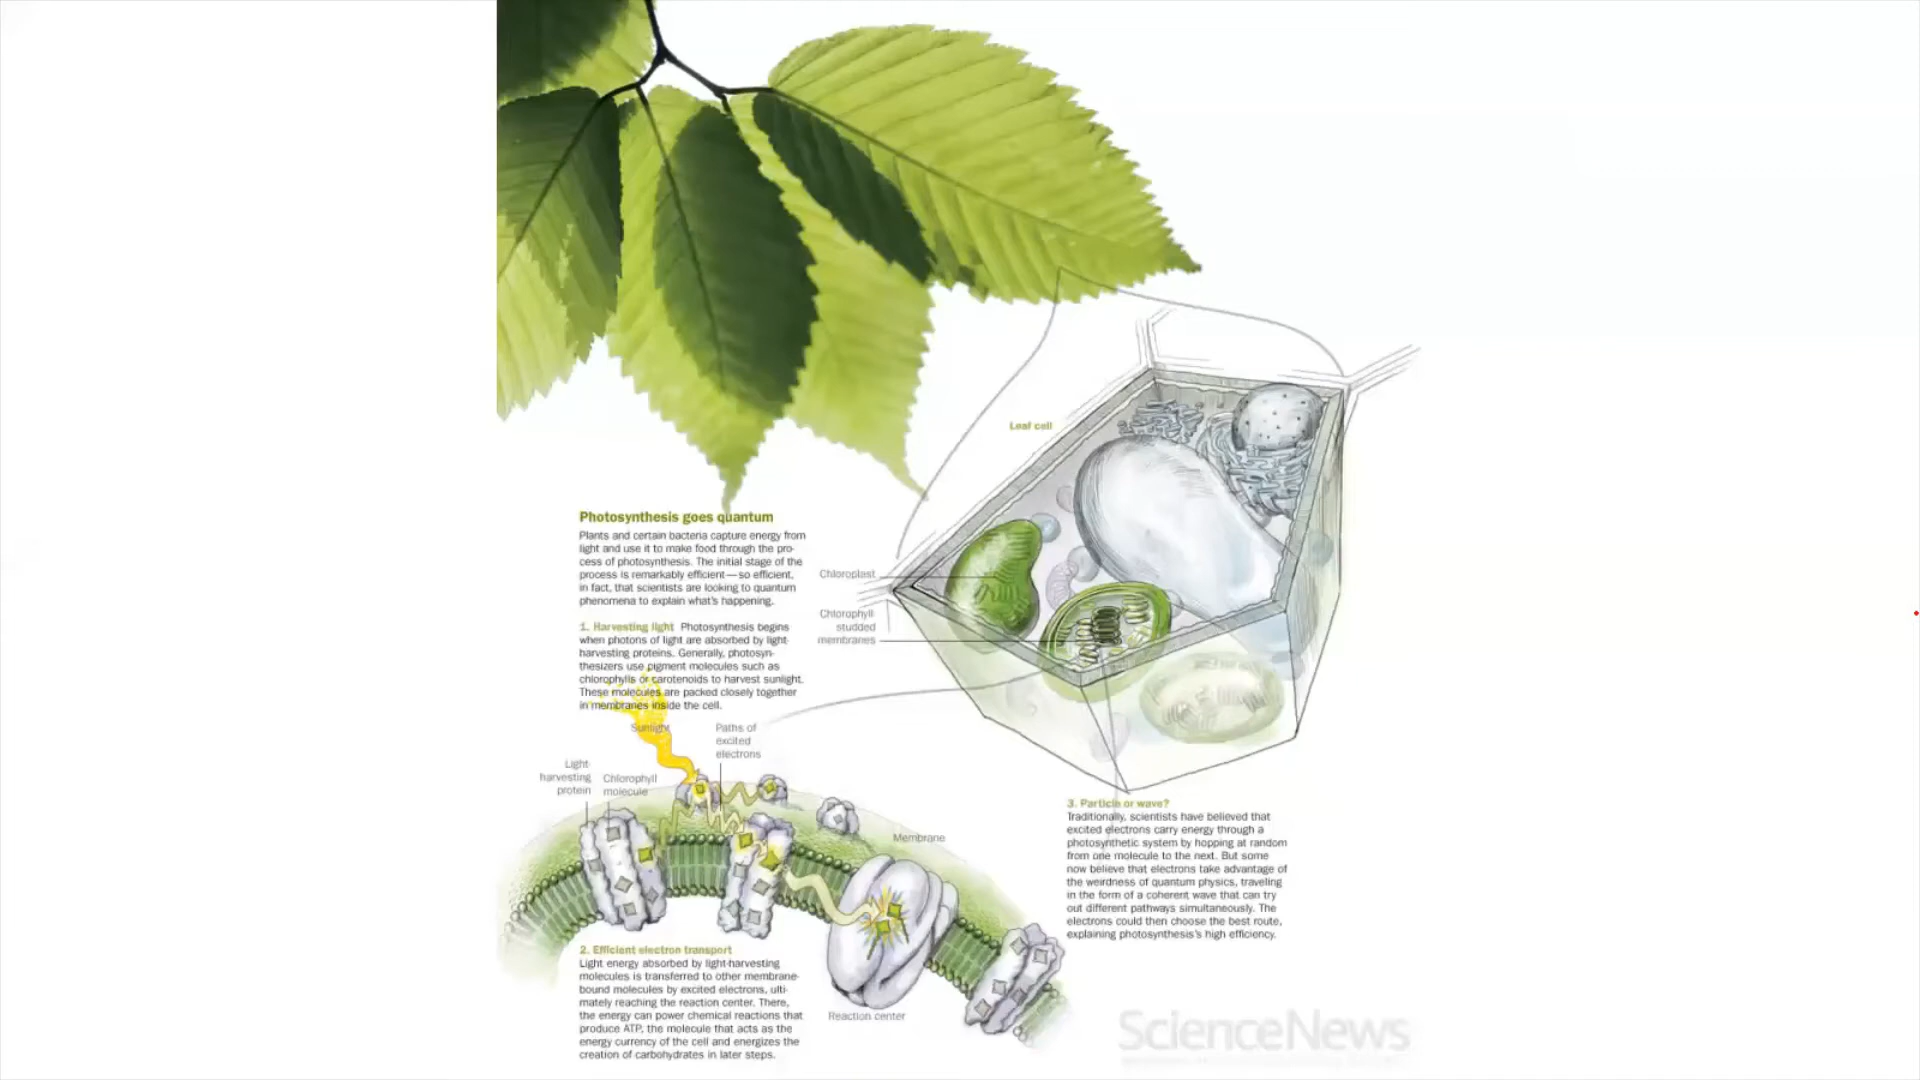 Leaf cell
Photosynthesis goes quantum
Plants and certain bacteria capture energy from
light and use it to make food through the pro-
cess of photosynthesis. The initial stage of the
process is remarkably efficient—so efficient,
in fact, that scientists are looking to quantum
phenomena to explain what's happening.
Chloroplast
Chlorophyll-
studded
membranes
1. Harvesting light Photosynthesis begins
when photons of light are absorbed by light-
harvesting proteins. Generally, photosyn-
thesizers use pigment molecules such as
chlorophylls or carotenoids to harvest sunlight.
These molecules are packed closely together
in membranes inside the cell.
Sunlight
Paths of
excited
electrons
Light-
harvesting
protein
Chlorophyll
molecule
Membrane
Reaction center
2. Efficient electron transport
Light energy absorbed by light-harvesting
molecules is transferred to other membrane-
bound molecules by excited electrons, ulti-
mately reaching the reaction center. There,
the energy can power chemical reactions that
produce ATP, the molecule that acts as the
energy currency of the cell and energizes the
creation of carbohydrates in later steps.
3. Particle or wave?
Traditionally, scientists have believed that
excited electrons carry energy through a
photosynthetic system by hopping at random
from one molecule to the next. But some
now believe that electrons take advantage of
the weirdness of quantum physics, traveling
in the form of a coherent wave that can try
out different pathways simultaneously. The
electrons could then choose the best route,
explaining photosynthesis's high efficiency.
ScienceNews